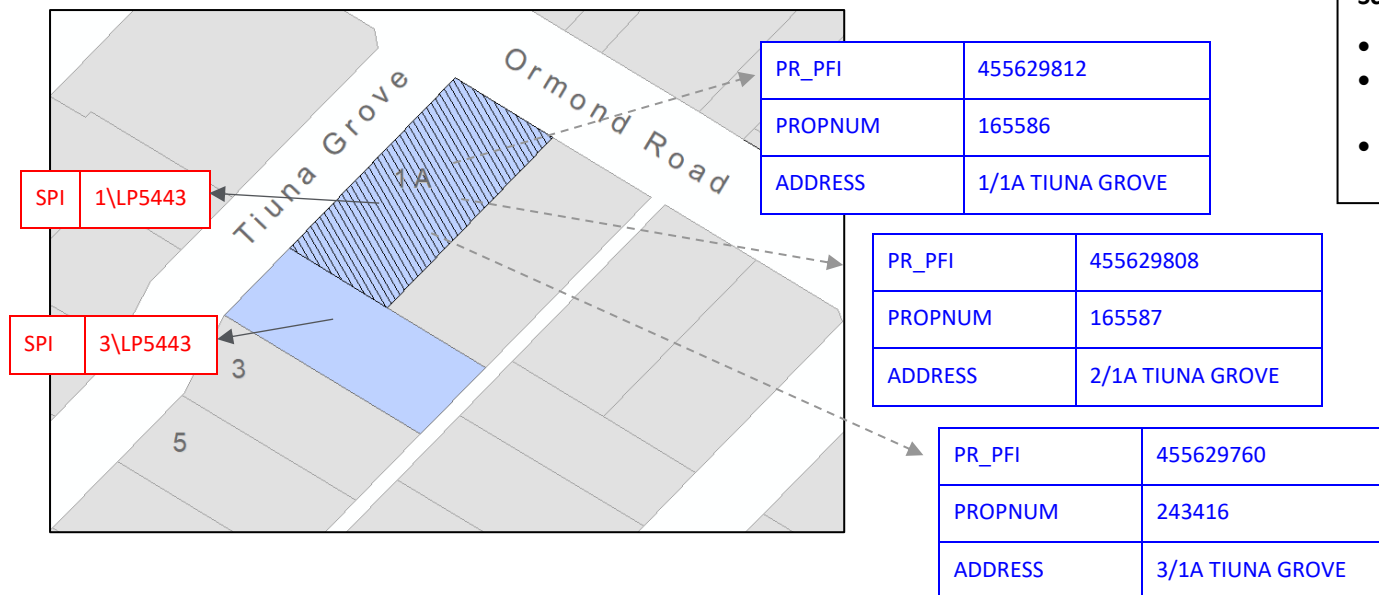 Ormond Road
Tiuna Grove
1A
3
5
SPI 1\LP5443
SPI 3\LP5443
PR_PFI 455629812
PROPNUM 165586
ADDRESS 1/1A TIUNA GROVE
PR_PFI 455629808
PROPNUM 165587
ADDRESS 2/1A TIUNA GROVE
PR_PFI 455629760
PROPNUM 243416
ADDRESS 3/1A TIUNA GROVE